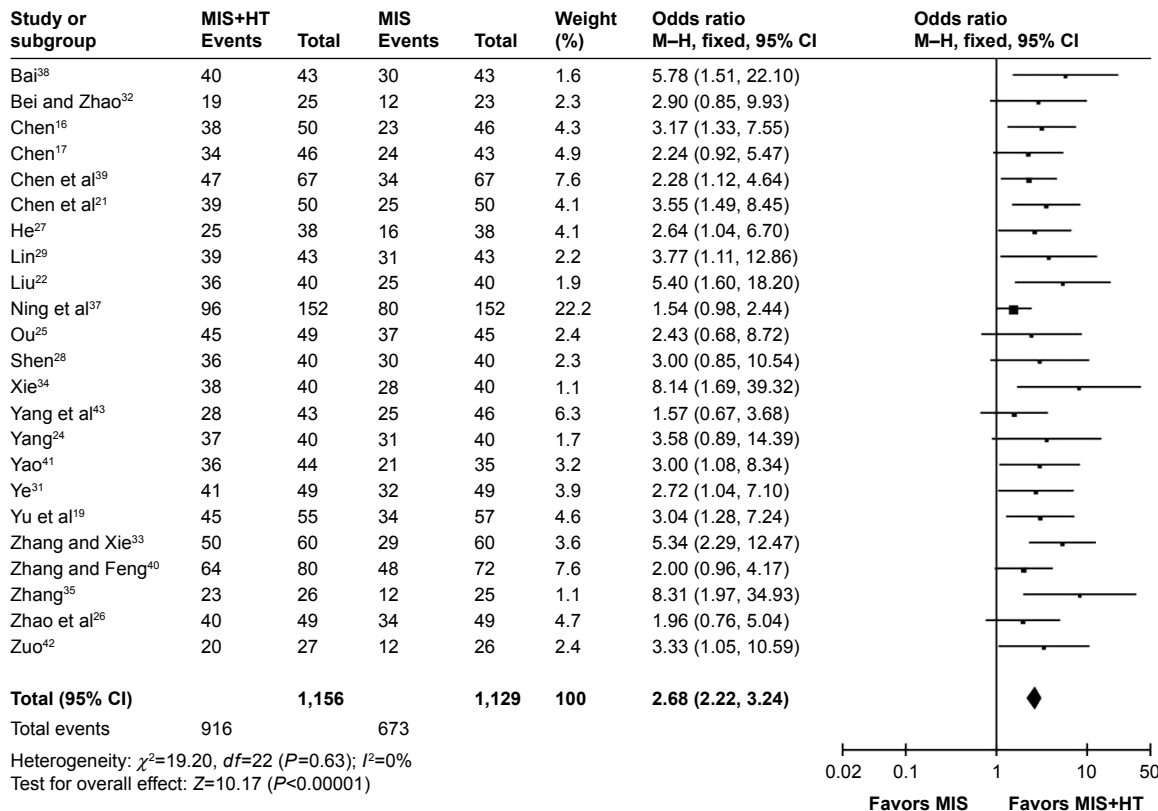 Study or subgroup MIS+HT Events Total MIS Events Total Weight (%) Odds ratio M–H, fixed, 95% CI Odds ratio M–H, fixed, 95% CI
Bai³⁸ 40 43 30 43 1.6 5.78 (1.51, 22.10)
Bei and Zhao³² 19 25 12 23 2.3 2.90 (0.85, 9.93)
Chen¹⁶ 38 50 23 46 4.3 3.17 (1.33, 7.55)
Chen¹⁷ 34 46 24 43 4.9 2.24 (0.92, 5.47)
Chen et al³⁹ 47 67 34 67 7.6 2.28 (1.12, 4.64)
Chen et al²¹ 39 50 25 50 4.1 3.55 (1.49, 8.45)
He²⁷ 25 38 16 38 4.1 2.64 (1.04, 6.70)
Lin²⁹ 39 43 31 43 2.2 3.77 (1.11, 12.86)
Liu²² 36 40 25 40 1.9 5.40 (1.60, 18.20)
Ning et al³⁷ 96 152 80 152 22.2 1.54 (0.98, 2.44)
Ou²⁵ 45 49 37 45 2.4 2.43 (0.68, 8.72)
Shen²⁸ 36 40 30 40 2.3 3.00 (0.85, 10.54)
Xie³⁴ 38 40 28 40 1.1 8.14 (1.69, 39.32)
Yang et al⁴³ 28 43 25 46 6.3 1.57 (0.67, 3.68)
Yang²⁴ 37 40 31 40 1.7 3.58 (0.89, 14.39)
Yao⁴¹ 36 44 21 35 3.2 3.00 (1.08, 8.34)
Ye³¹ 41 49 32 49 3.9 2.72 (1.04, 7.10)
Yu et al¹⁹ 45 55 34 57 4.6 3.04 (1.28, 7.24)
Zhang and Xie³³ 50 60 29 60 3.6 5.34 (2.29, 12.47)
Zhang and Feng⁴⁰ 64 80 48 72 7.6 2.00 (0.96, 4.17)
Zhang³⁵ 23 26 12 25 1.1 8.31 (1.97, 34.93)
Zhao et al²⁶ 40 49 34 49 4.7 1.96 (0.76, 5.04)
Zuo⁴² 20 27 12 26 2.4 3.33 (1.05, 10.59)
Total (95% CI) 1,156 1,129 100 2.68 (2.22, 3.24)
Total events 916 673
Heterogeneity: χ²=19.20, df=22 (P=0.63); I²=0%
Test for overall effect: Z=10.17 (P<0.00001)
0.02 0.1 1 10 50
Favors MIS Favors MIS+HT